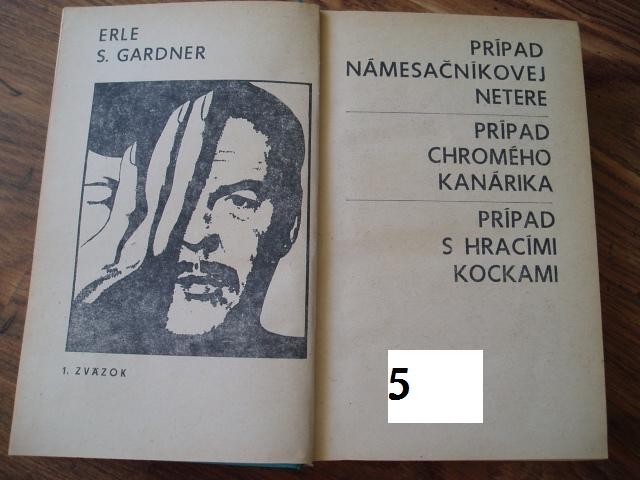 ERLE
S. GARDNER
1. ZVÄZOK
PRÍPAD
NÁMESAČNÍKOVEJ
NETERE
PRÍPAD
CHROMÉHO
KANÁRIKA
PRÍPAD
S HRACÍMI
KOCKAMI
5